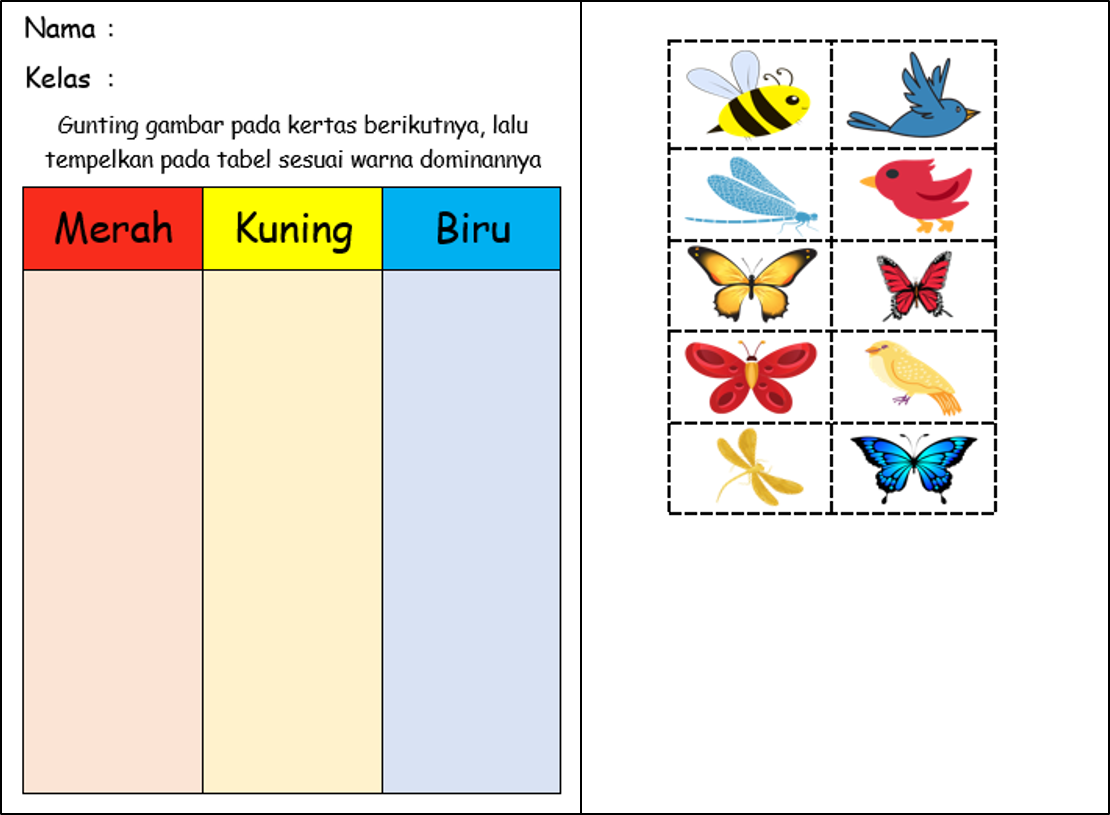 Nama :
Kelas :
Gunting gambar pada kertas berikutnya, lalu
tempelkan pada tabel sesuai warna dominannya
Merah Kuning Biru